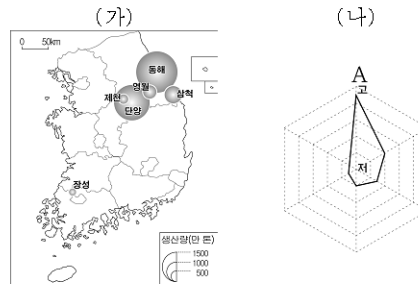 (가)
(나)
0 50km
동해
영월
제천
삼척
단양
장성
생산량(만 톤)
1500
1000
500
A
고
저